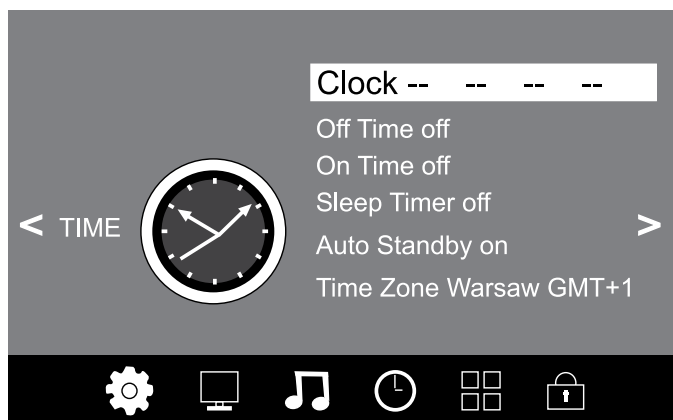 Clock -- -- -- --
Off Time off
On Time off
Sleep Timer off
< TIME >
Auto Standby on
Time Zone Warsaw GMT+1